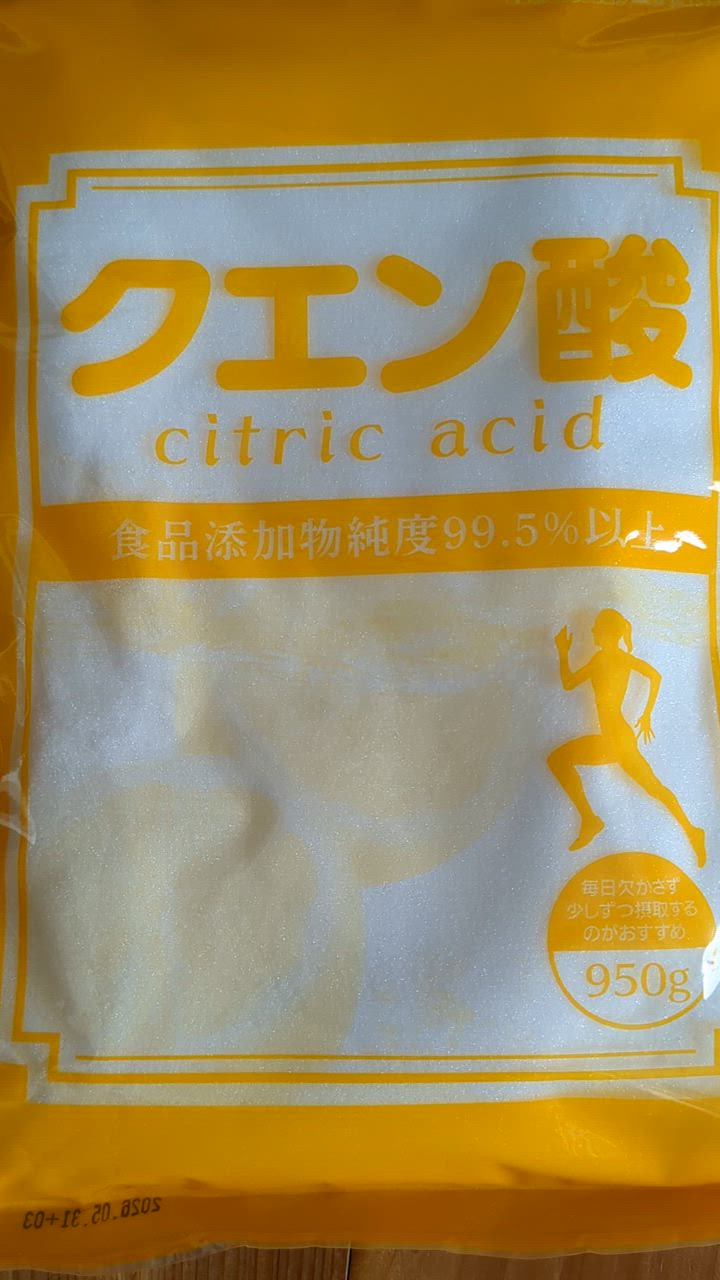 クエン酸
citric acid
食品添加物純度99.5%以上
毎日欠かさず
少しずつ摂取する
のがおすすめ
950g
2026.05.31+03